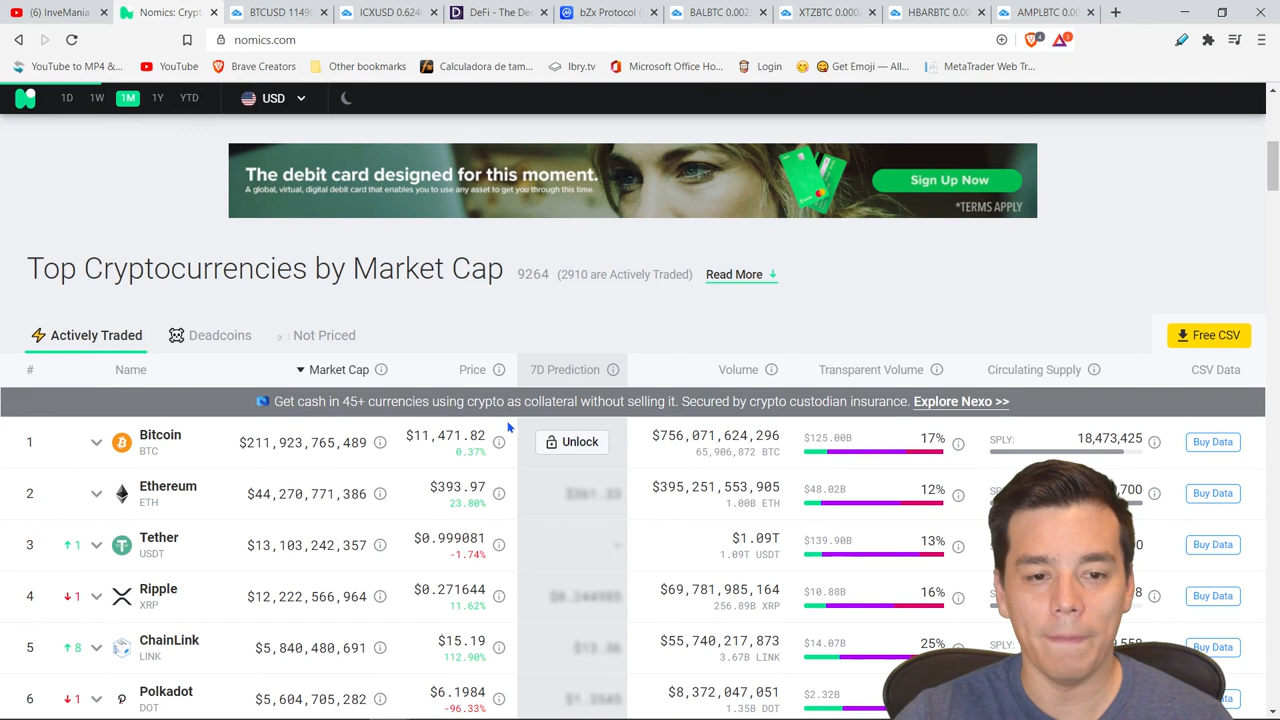 (6) InveMania
Nomics: Crypt
BTCUSD 1149
ICXUSD 0.624
DeFi - The De
bZx Protocol (
BALBTC 0.00
XTZBTC 0.000
HBARBTC 0.0
AMPLBTC 0.0
nomics.com
4
1
YouTube to MP4 &...
YouTube
Brave Creators
Other bookmarks
Calculadora de tam...
lbry.tv
Microsoft Office Ho...
Login
Get Emoji — All...
MetaTrader Web Tr...
1D 1W 1M 1Y YTD USD
The debit card designed for this moment.
A global, virtual, digital debit card that enables you to use any asset to get you through this time.
Sign Up Now
*TERMS APPLY
Top Cryptocurrencies by Market Cap 9264 (2910 are Actively Traded) Read More
Actively Traded Deadcoins Not Priced Free CSV
# Name Market Cap Price 7D Prediction Volume Transparent Volume Circulating Supply CSV Data
Get cash in 45+ currencies using crypto as collateral without selling it. Secured by crypto custodian insurance. Explore Nexo >>
1 Bitcoin $211,923,765,489 $11,471.82 Unlock $756,071,624,296 $125.00B 17% SPLY: 18,473,425 Buy Data
BTC 0.37% 65,906,872 BTC
2 Ethereum $44,270,771,386 $393.97 $361.33 $395,251,553,905 $48.02B 12% ,700 Buy Data
ETH 23.80% 1.00B ETH
3 1 Tether $13,103,242,357 $0.999081 – $1.09T $139.90B 13% 0 Buy Data
USDT -1.74% 1.09T USDT
4 1 Ripple $12,222,566,964 $0.271644 $69,781,985,164 $10.88B 16% 8 Buy Data
XRP 11.62% 256.89B XRP
5 8 ChainLink $5,840,480,691 $15.19 $55,740,217,873 $14.07B 25% Buy Data
LINK 112.90% 3.67B LINK
6 1 Polkadot $5,604,705,282 $6.1984 $8,372,047,051 $2.32B
DOT -96.33% 1.35B DOT